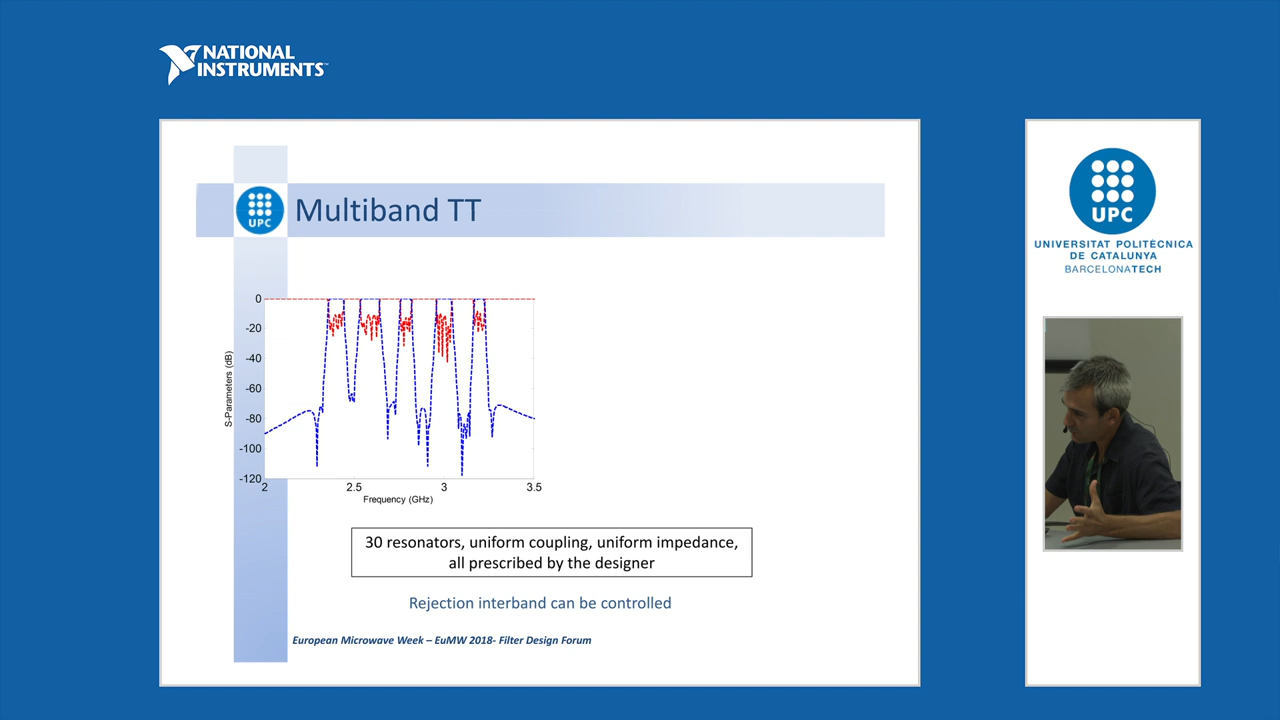 NATIONAL
INSTRUMENTS™
UPC
Multiband TT
UPC
UNIVERSITAT POLITÈCNICA
DE CATALUNYA
BARCELONATECH
S-Parameters (dB)
0
-20
-40
-60
-80
-100
-120
2
2.5
3
3.5
Frequency (GHz)
30 resonators, uniform coupling, uniform impedance,
all prescribed by the designer
Rejection interband can be controlled
European Microwave Week – EuMW 2018- Filter Design Forum